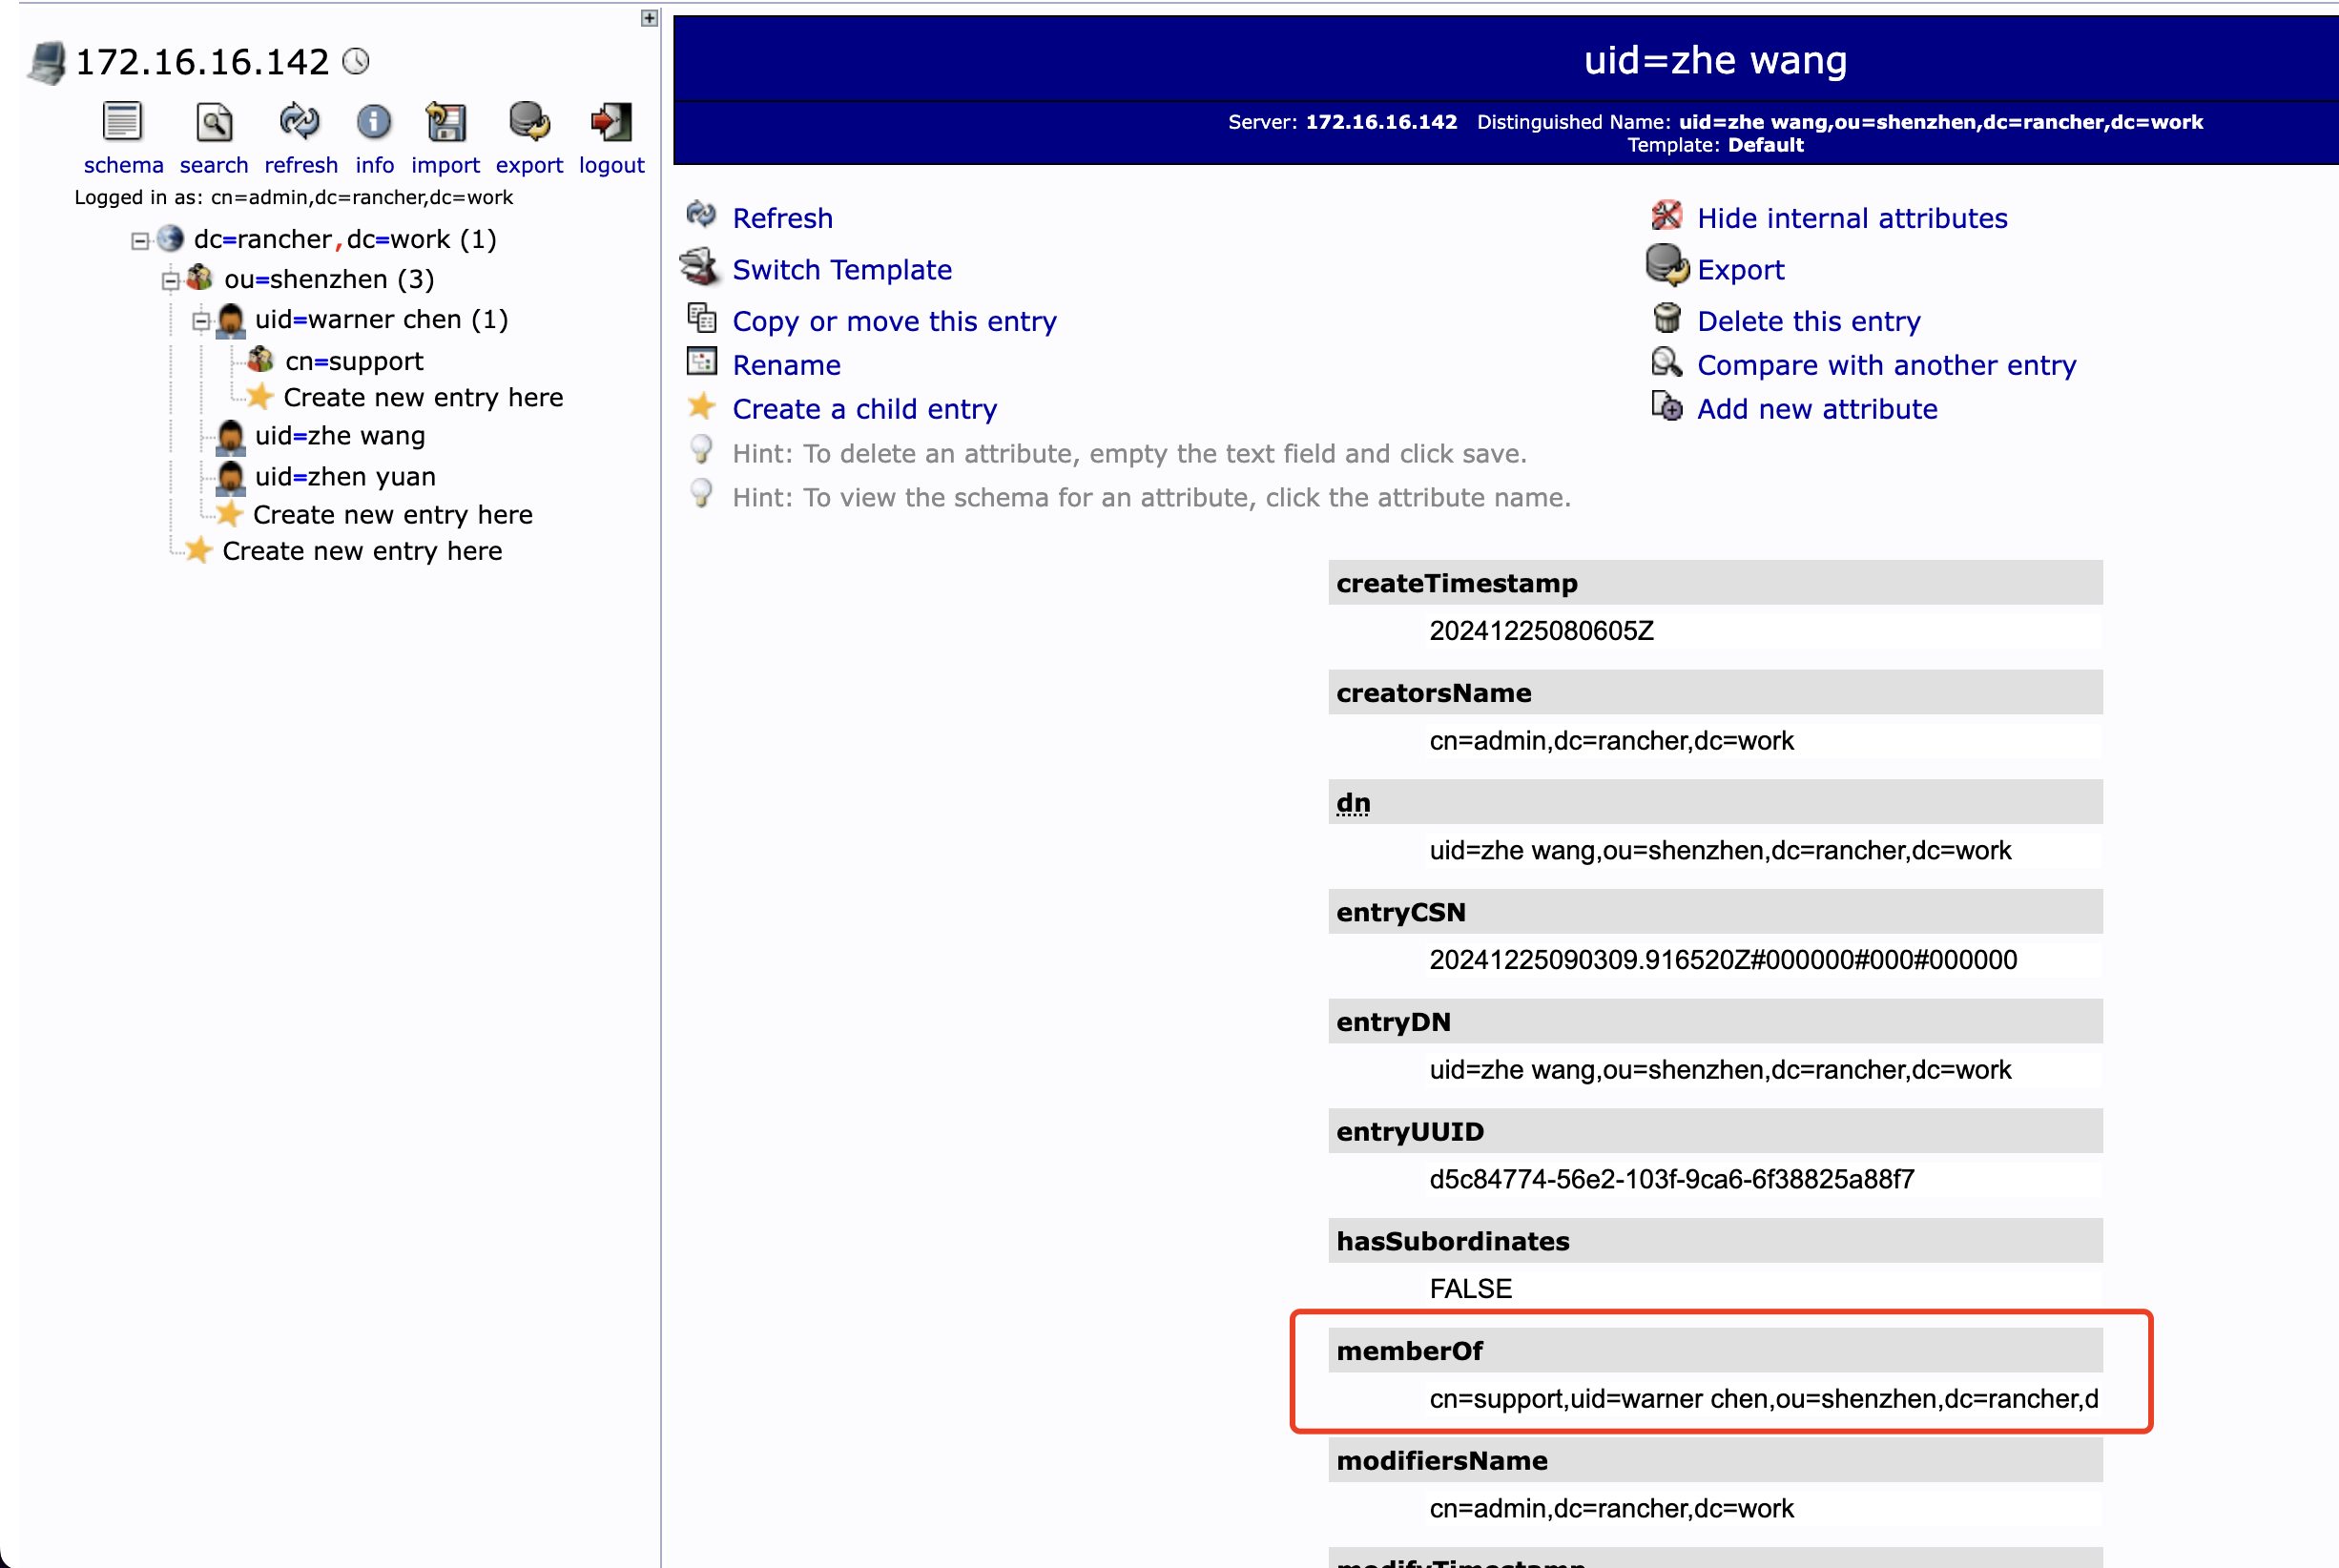 172.16.16.142
schema search refresh info import export logout
Logged in as: cn=admin,dc=rancher,dc=work
dc=rancher,dc=work (1)
ou=shenzhen (3)
uid=warner chen (1)
cn=support
Create new entry here
uid=zhe wang
uid=zhen yuan
Create new entry here
Create new entry here
uid=zhe wang
Server: 172.16.16.142 Distinguished Name: uid=zhe wang,ou=shenzhen,dc=rancher,dc=work
Template: Default
Refresh
Hide internal attributes
Switch Template
Export
Copy or move this entry
Delete this entry
Rename
Compare with another entry
Create a child entry
Add new attribute
Hint: To delete an attribute, empty the text field and click save.
Hint: To view the schema for an attribute, click the attribute name.
createTimestamp
20241225080605Z
creatorsName
cn=admin,dc=rancher,dc=work
dn
uid=zhe wang,ou=shenzhen,dc=rancher,dc=work
entryCSN
20241225090309.916520Z#000000#000#000000
entryDN
uid=zhe wang,ou=shenzhen,dc=rancher,dc=work
entryUUID
d5c84774-56e2-103f-9ca6-6f38825a88f7
hasSubordinates
FALSE
memberOf
cn=support,uid=warner chen,ou=shenzhen,dc=rancher,d
modifiersName
cn=admin,dc=rancher,dc=work
modifyTimestamp